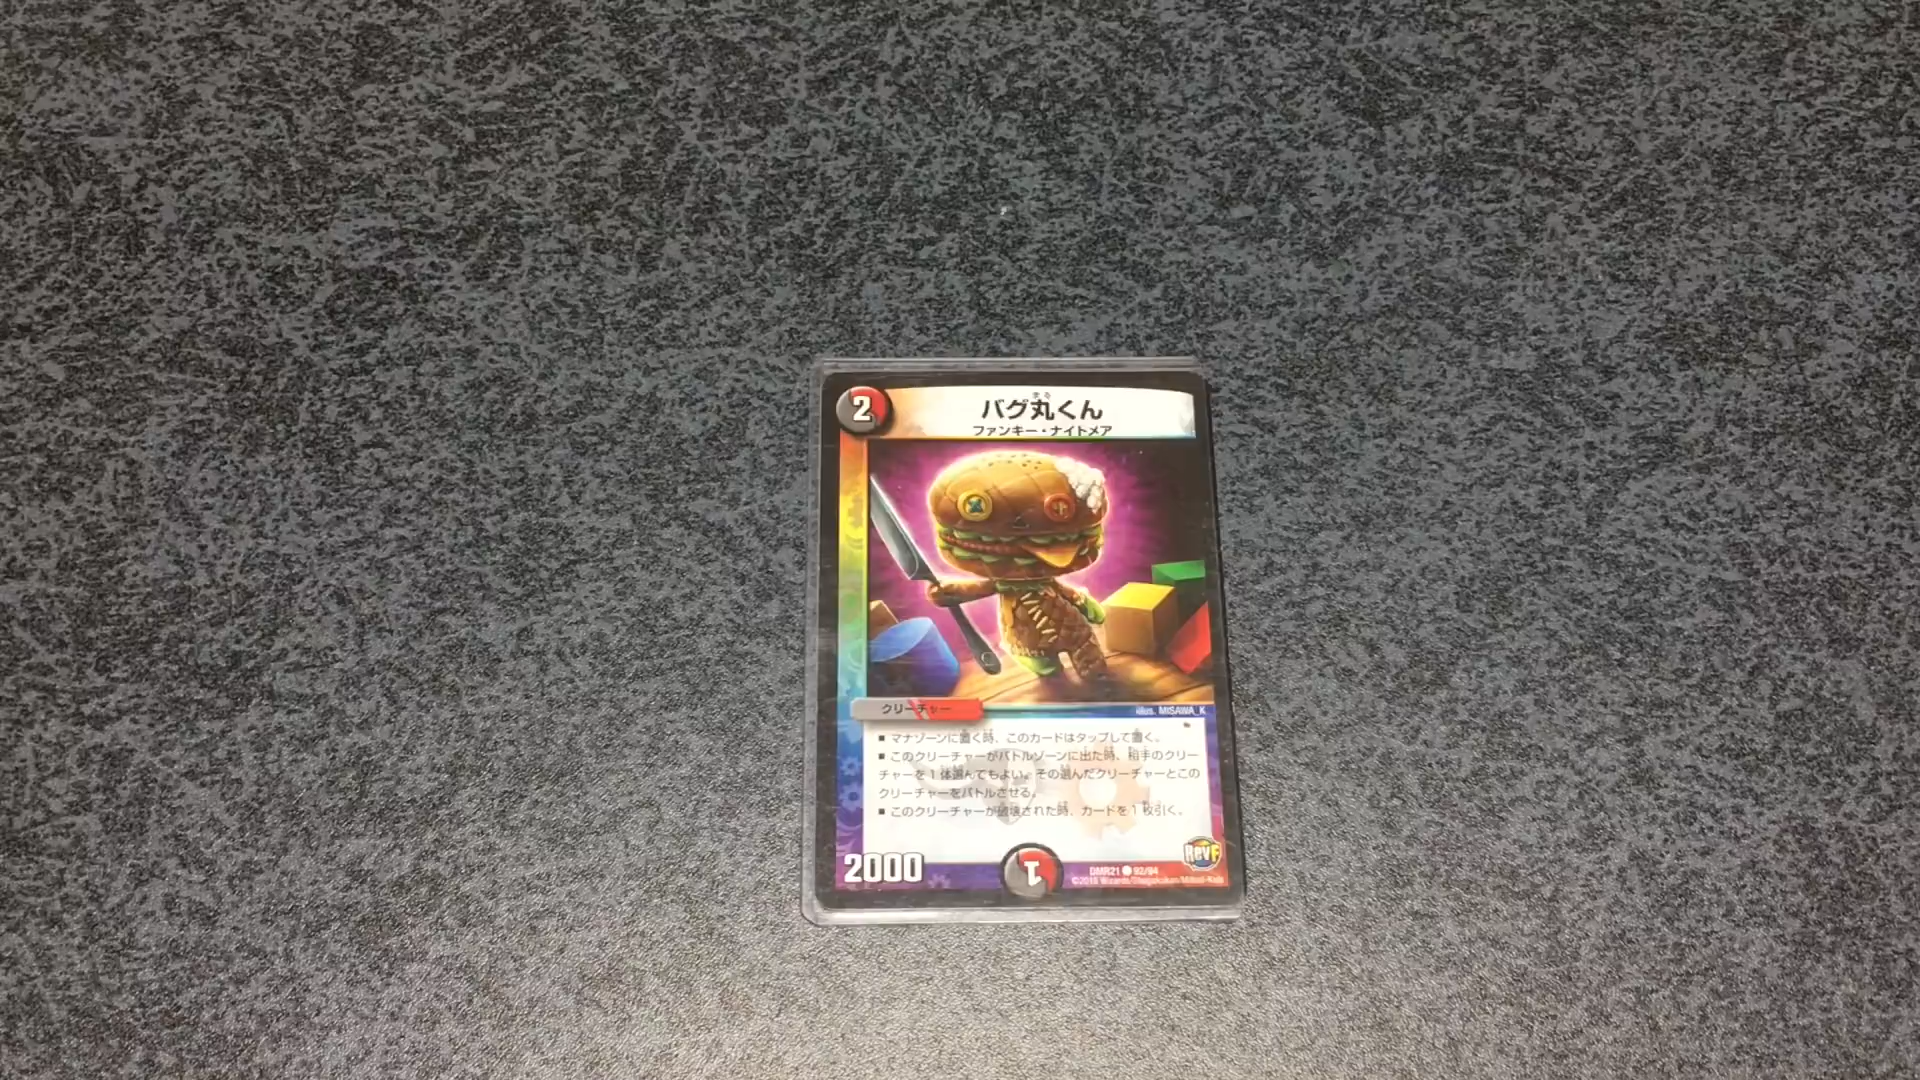 2
バグ丸くん
ファンキー・ナイトメア
クリーチャー
illus. MISAWA_K
■ マナゾーンに置く時、このカードはタップして置く。
■ このクリーチャーがバトルゾーンに出た時、相手のクリー
チャーを1体選んでもよい。その選んだクリーチャーとこの
クリーチャーをバトルさせる。
■ このクリーチャーが破壊された時、カードを1枚引く。
2000
1
RevF
DMR21 92/94